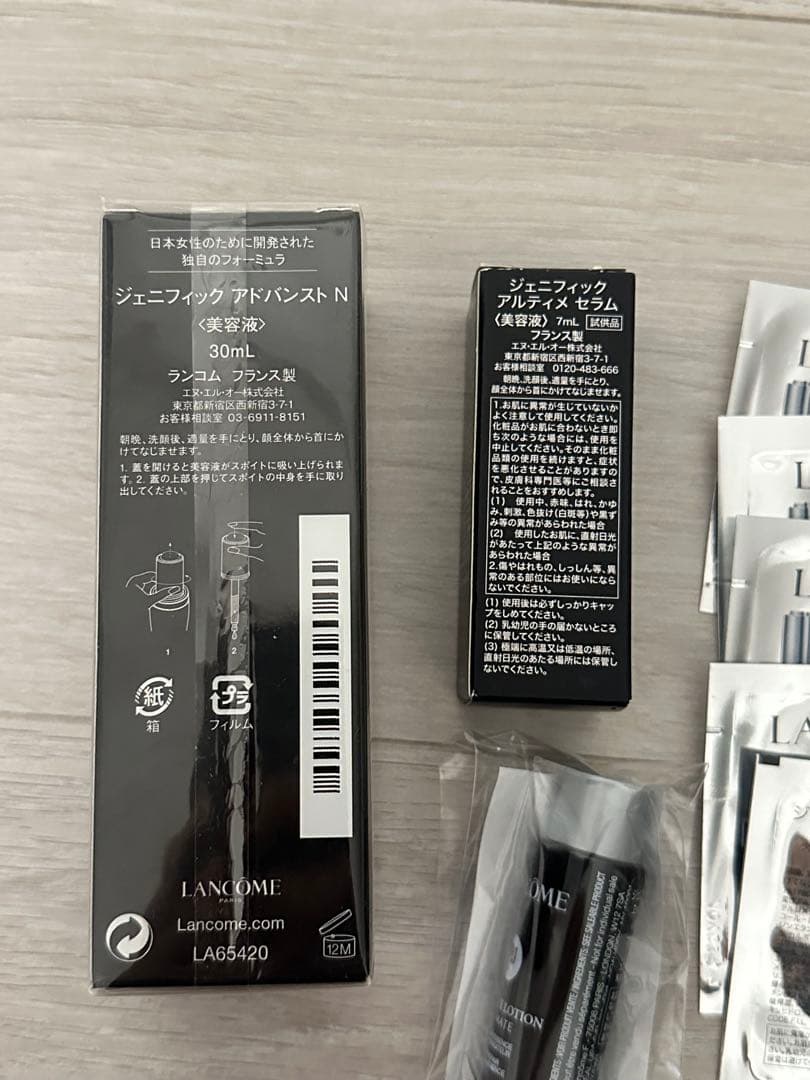 日本女性のために開発された
独自のフォーミュラ
ジェニフィック アドバンスト N
〈美容液〉
30mL
ランコム フランス製
エヌ・エル・オー株式会社
東京都新宿区西新宿3-7-1
お客様相談室 03-6911-8151
朝晩、洗顔後、適量を手にとり、顔全体から首にか
けてなじませます。
1. 蓋を開けると美容液がスポイトに吸い上げられま
す。2. 蓋の上部を押してスポイトの中身を手に取り
出してください。
1
2
紙
箱
プラ
フィルム
LANCÔME
PARIS
Lancome.com
LA65420
12M
ジェニフィック
アルティメ セラム
〈美容液〉 7mL 試供品
フランス製
エヌ・エル・オー株式会社
東京都新宿区西新宿3-7-1
お客様相談室 0120-483-666
朝晩、洗顔後、適量を手にとり、
顔全体から首にかけてなじませます。
1.お肌に異常が生じていないか
よく注意して使用してください。
化粧品がお肌に合わないとき即
ち次のような場合には、使用を
中止してください。そのまま化粧
品類の使用を続けますと、症状
を悪化させることがありますの
で、皮膚科専門医等にご相談さ
れることをおすすめします。
(1) 使用中、赤味、はれ、かゆ
み、刺激、色抜け(白斑等)や黒ず
み等の異常があらわれた場合
(2) 使用したお肌に、直射日光
があたって上記のような異常が
あらわれた場合
2.傷やはれもの、しっしん等、異
常のある部位にはお使いになら
ないでください。
(1) 使用後は必ずしっかりキャッ
プをしめてください。
(2) 乳幼児の手の届かないところ
に保管してください。
(3) 極端に高温又は低温の場所、
直射日光のあたる場所には保管し
ないでください。
OME
LOTION
INGREDIENTS: SEE SALEABLE PRODUCT
Not for individual sale
LONDON, W12 7SA
LA